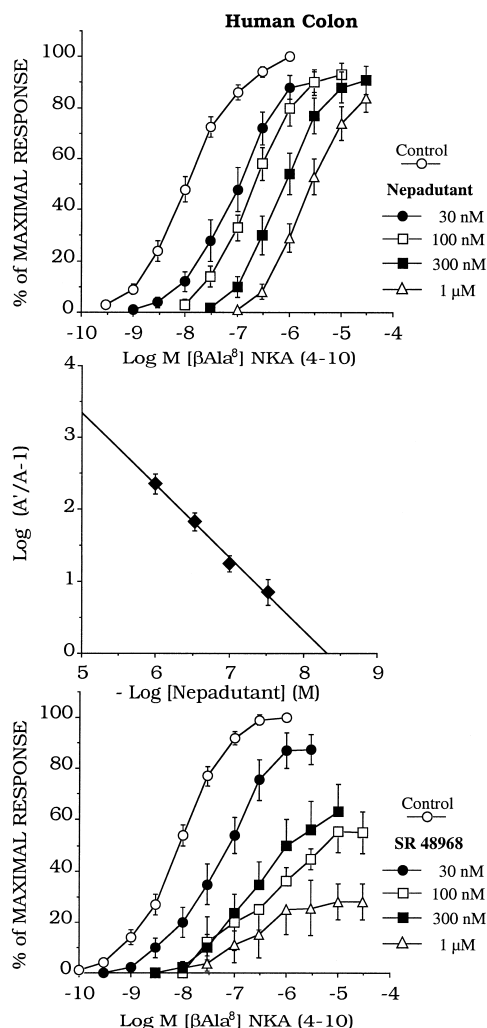 Human Colon
% of MAXIMAL RESPONSE
100
80
60
40
20
0
-10 -9 -8 -7 -6 -5 -4
Log M [βAla⁸] NKA (4-10)
Control
Nepadutant
30 nM
100 nM
300 nM
1 μM
Log (A'/A-1)
4
3
2
1
0
5 6 7 8 9
- Log [Nepadutant] (M)
% of MAXIMAL RESPONSE
100
80
60
40
20
0
-10 -9 -8 -7 -6 -5 -4
Log M [βAla⁸] NKA (4-10)
Control
SR 48968
30 nM
100 nM
300 nM
1 μM